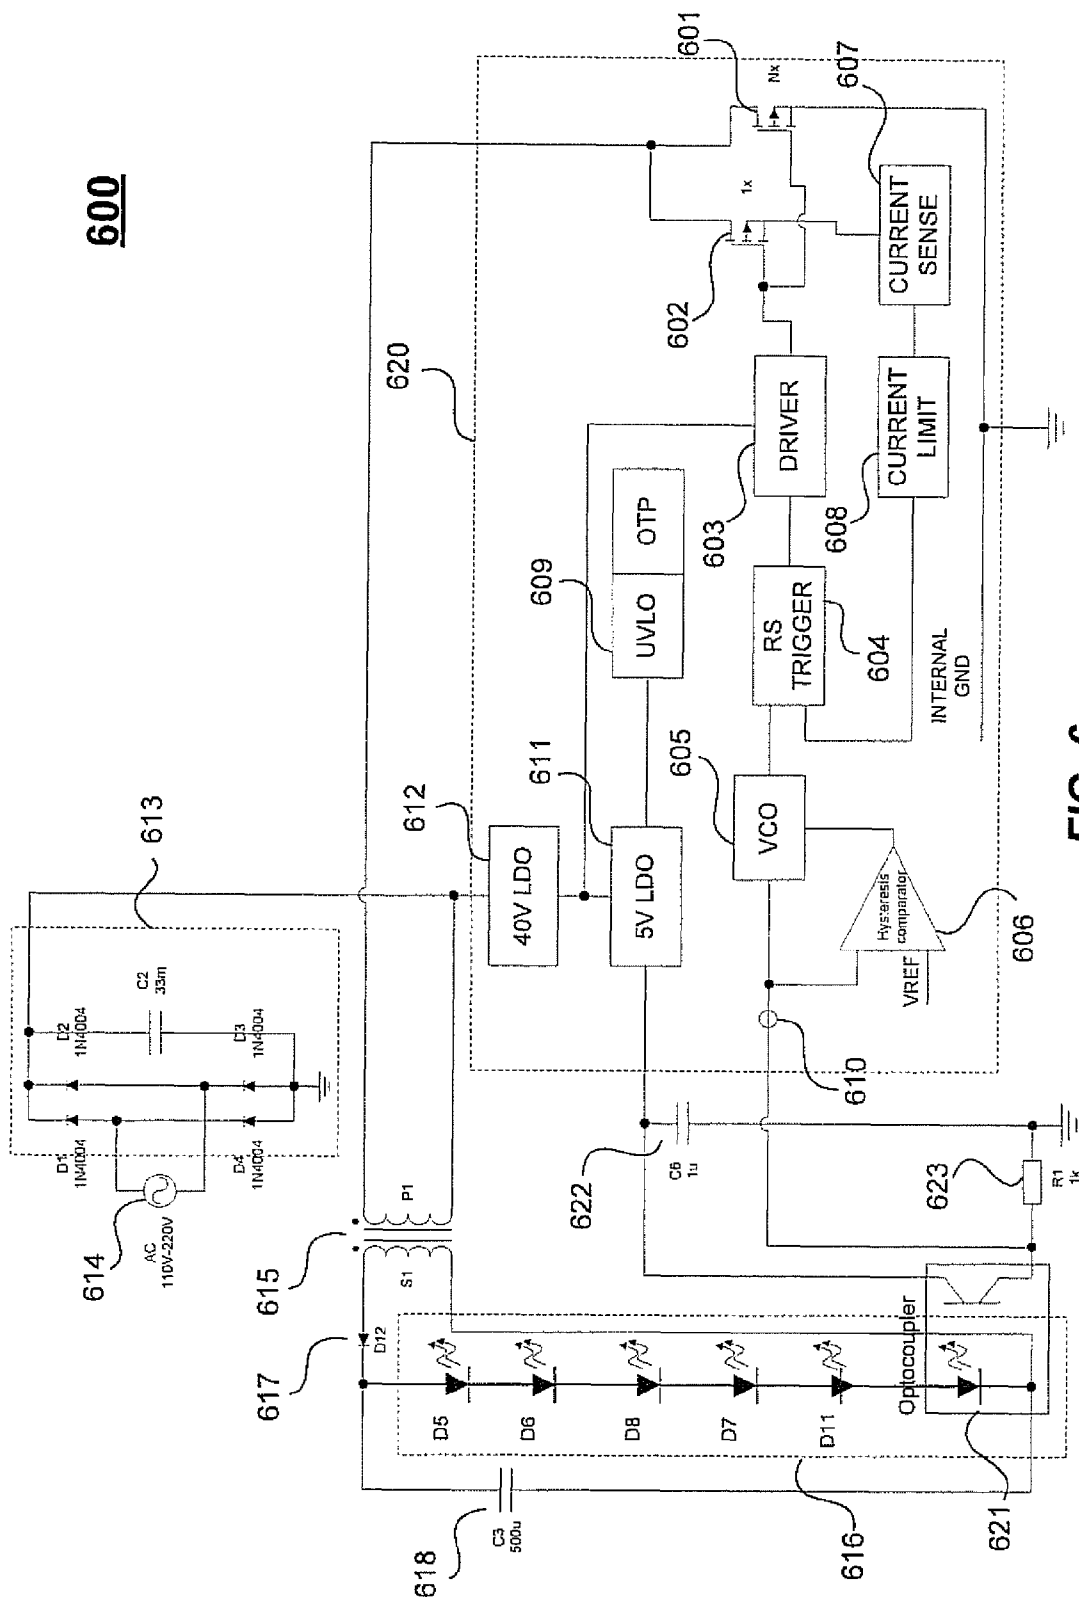 600
613
D2
1N4004
C2
33m
D3
1N4004
D1
1N4004
D4
1N4004
614
AC
110V-220V
615
P1
S1
617
D12
618
C3
500u
616
D5
D6
D8
D7
D11
Optocoupler
621
622
C6
1u
623
R1
1k
620
612
40V LDO
611
5V LDO
609
UVLO
OTP
601
Nx
602
1x
603
DRIVER
604
RS
TRIGGER
605
VCO
606
Hysteresis
comparator
VREF
610
607
CURRENT
SENSE
608
CURRENT
LIMIT
INTERNAL
GND